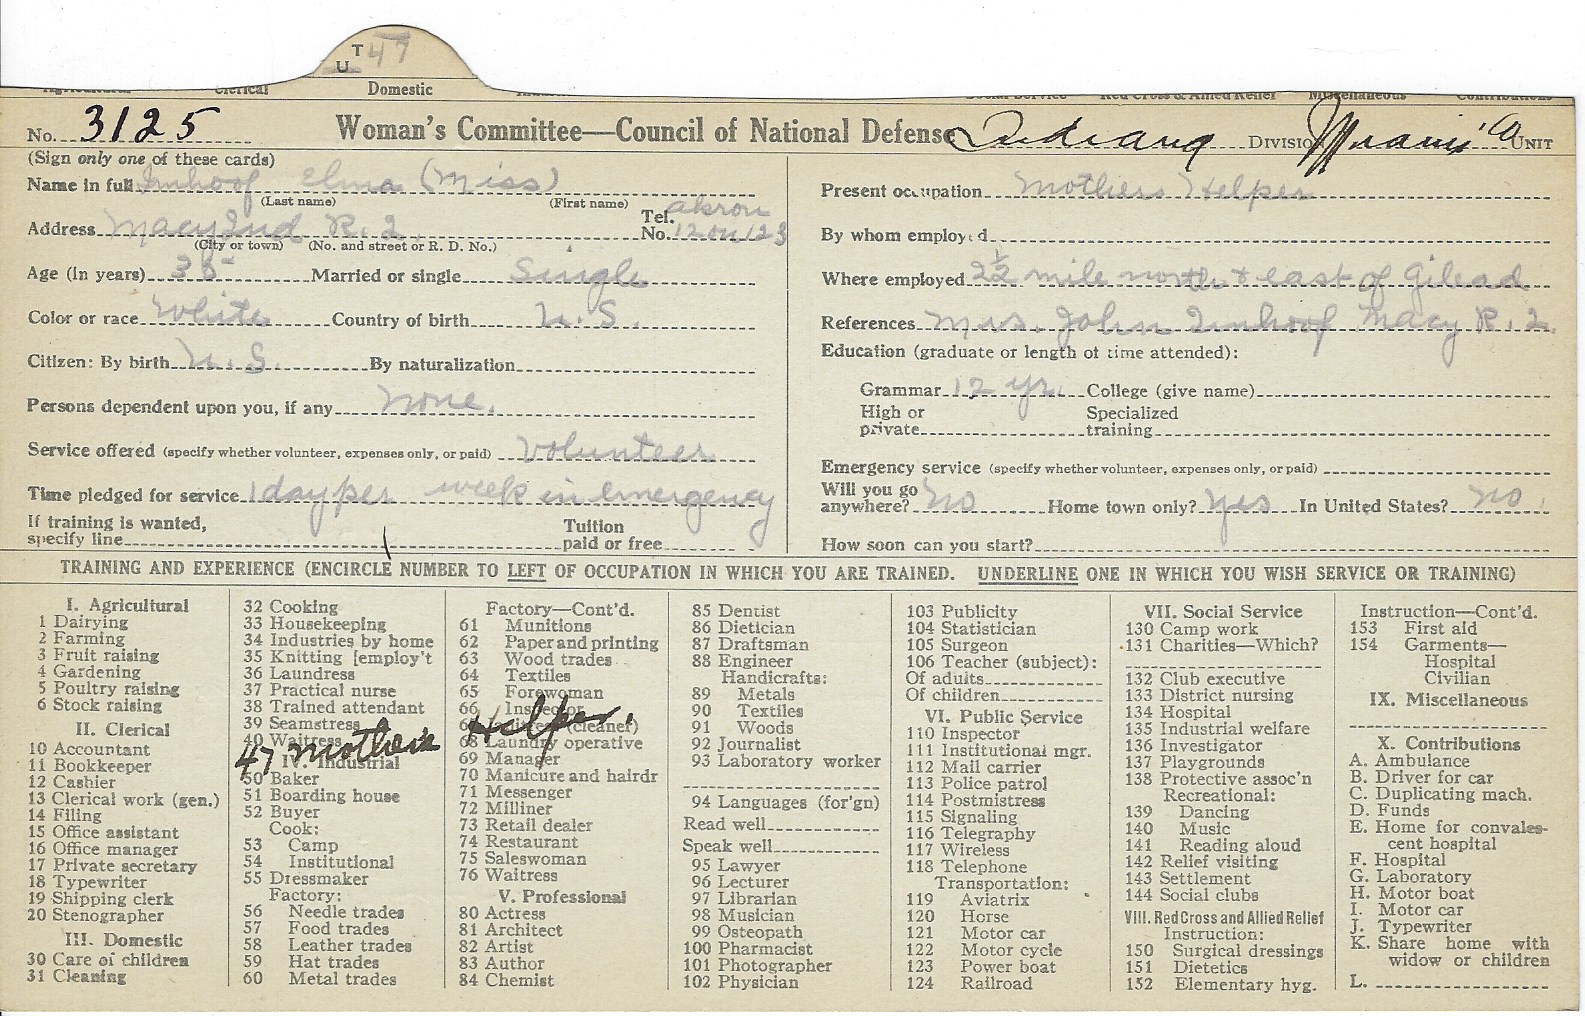 T 47
U
Domestic
No. 3125 Woman's Committee—Council of National Defense Indiana DIVISION Miami Co UNIT
(Sign only one of these cards)
Name in full Imhoof Elma (Miss)
(Last name) (First name)
Address Macy Ind R. 2 Tel. No. akron 12 on 123
(City or town) (No. and street or R. D. No.)
Age (in years) 38 Married or single Single
Color or race White Country of birth U.S.
Citizen: By birth U.S. By naturalization
Persons dependent upon you, if any None.
Service offered (specify whether volunteer, expenses only, or paid) Volunteer
Time pledged for service 1 day per week in emergency
If training is wanted, specify line Tuition paid or free
Present occupation Mothers Helper
By whom employed
Where employed 2½ mile north & east of Gilead
References Mrs. John Imhoof Macy R. 2.
Education (graduate or length of time attended):
Grammar 12 yr. College (give name)
High or private Specialized training
Emergency service (specify whether volunteer, expenses only, or paid)
Will you go anywhere? No Home town only? Yes In United States? No.
How soon can you start?
TRAINING AND EXPERIENCE (ENCIRCLE NUMBER TO LEFT OF OCCUPATION IN WHICH YOU ARE TRAINED. UNDERLINE ONE IN WHICH YOU WISH SERVICE OR TRAINING)
I. Agricultural
1 Dairying
2 Farming
3 Fruit raising
4 Gardening
5 Poultry raising
6 Stock raising
II. Clerical
10 Accountant
11 Bookkeeper
12 Cashier
13 Clerical work (gen.)
14 Filing
15 Office assistant
16 Office manager
17 Private secretary
18 Typewriter
19 Shipping clerk
20 Stenographer
III. Domestic
30 Care of children
31 Cleaning
32 Cooking
33 Housekeeping
34 Industries by home
35 Knitting [employ't
36 Laundress
37 Practical nurse
38 Trained attendant
39 Seamstress
40 Waitress
47 Mother's Helper.
IV. Industrial
50 Baker
51 Boarding house
52 Buyer
Cook:
53 Camp
54 Institutional
55 Dressmaker
Factory:
56 Needle trades
57 Food trades
58 Leather trades
59 Hat trades
60 Metal trades
Factory—Cont'd.
61 Munitions
62 Paper and printing
63 Wood trades
64 Textiles
65 Forewoman
66 Inspector
(cleaner)
68 Laundry operative
69 Manager
70 Manicure and hairdr
71 Messenger
72 Milliner
73 Retail dealer
74 Restaurant
75 Saleswoman
76 Waitress
V. Professional
80 Actress
81 Architect
82 Artist
83 Author
84 Chemist
85 Dentist
86 Dietician
87 Draftsman
88 Engineer
Handicrafts:
89 Metals
90 Textiles
91 Woods
92 Journalist
93 Laboratory worker
94 Languages (for'gn)
Read well
Speak well
95 Lawyer
96 Lecturer
97 Librarian
98 Musician
99 Osteopath
100 Pharmacist
101 Photographer
102 Physician
103 Publicity
104 Statistician
105 Surgeon
106 Teacher (subject):
Of adults
Of children
VI. Public Service
110 Inspector
111 Institutional mgr.
112 Mail carrier
113 Police patrol
114 Postmistress
115 Signaling
116 Telegraphy
117 Wireless
118 Telephone
Transportation:
119 Aviatrix
120 Horse
121 Motor car
122 Motor cycle
123 Power boat
124 Railroad
VII. Social Service
130 Camp work
131 Charities—Which?
132 Club executive
133 District nursing
134 Hospital
135 Industrial welfare
136 Investigator
137 Playgrounds
138 Protective assoc'n
Recreational:
139 Dancing
140 Music
141 Reading aloud
142 Relief visiting
143 Settlement
144 Social clubs
VIII. Red Cross and Allied Relief
Instruction:
150 Surgical dressings
151 Dietetics
152 Elementary hyg.
Instruction—Cont'd.
153 First aid
154 Garments—
Hospital
Civilian
IX. Miscellaneous
X. Contributions
A. Ambulance
B. Driver for car
C. Duplicating mach.
D. Funds
E. Home for convales-
cent hospital
F. Hospital
G. Laboratory
H. Motor boat
I. Motor car
J. Typewriter
K. Share home with
widow or children
L.